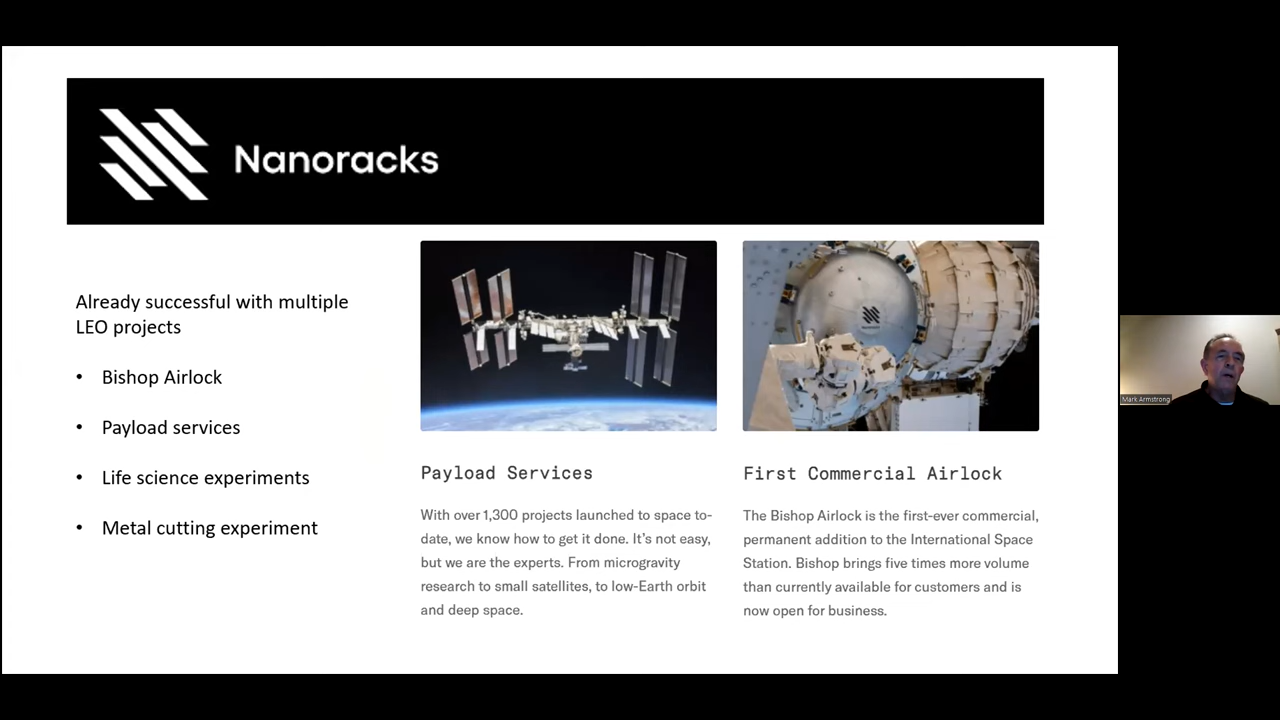 Nanoracks
Already successful with multiple
LEO projects
• Bishop Airlock
• Payload services
• Life science experiments
• Metal cutting experiment
Payload Services
With over 1,300 projects launched to space to-
date, we know how to get it done. It's not easy,
but we are the experts. From microgravity
research to small satellites, to low-Earth orbit
and deep space.
First Commercial Airlock
The Bishop Airlock is the first-ever commercial,
permanent addition to the International Space
Station. Bishop brings five times more volume
than currently available for customers and is
now open for business.
Mark Armstrong